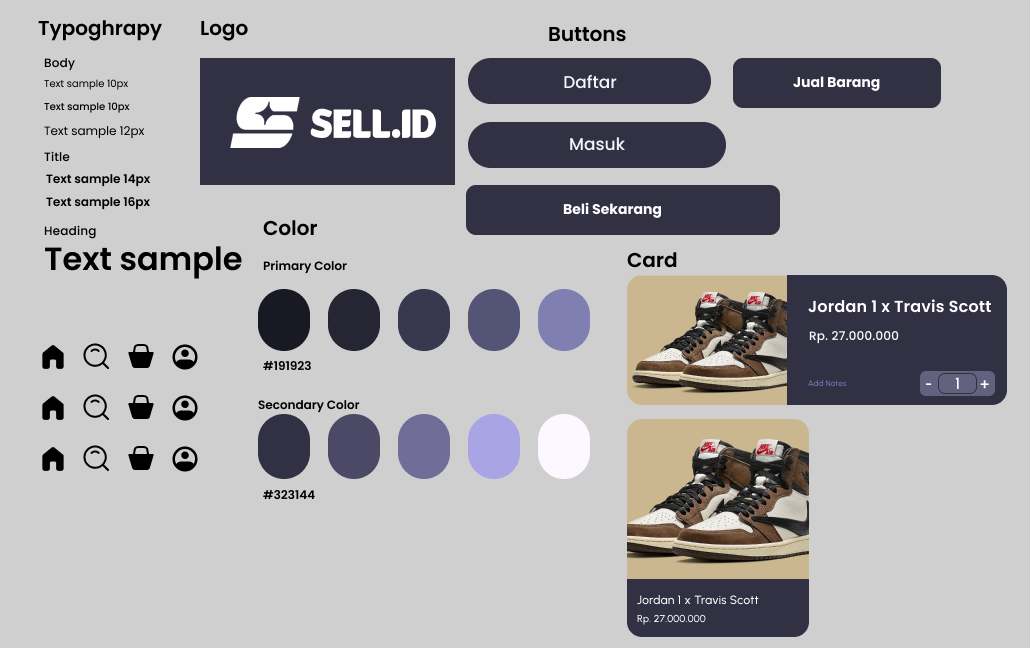 Typoghrapy
Body
Text sample 10px
Text sample 10px
Text sample 12px
Title
Text sample 14px
Text sample 16px
Heading
Text sample
Logo
SELL.ID
Buttons
Daftar
Jual Barang
Masuk
Beli Sekarang
Color
Primary Color
#191923
Secondary Color
#323144
Card
Jordan 1 x Travis Scott
Rp. 27.000.000
Add Notes
- 1 +
Jordan 1 x Travis Scott
Rp. 27.000.000